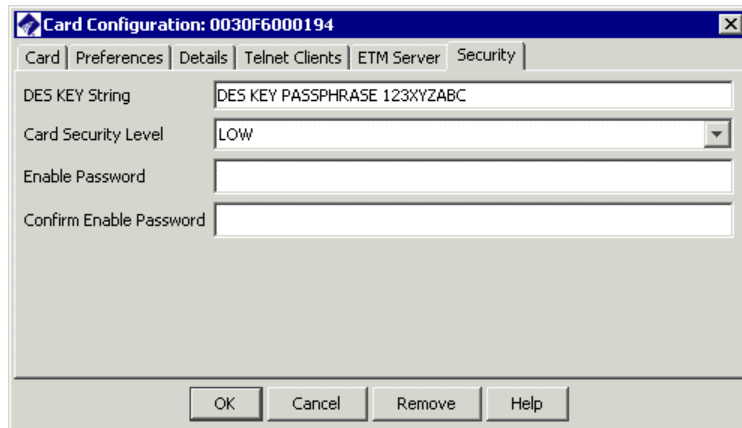 Card Configuration: 0030F6000194
Card Preferences Details Telnet Clients ETM Server Security
DES KEY String DES KEY PASSPHRASE 123XYZABC
Card Security Level LOW
Enable Password
Confirm Enable Password
OK Cancel Remove Help